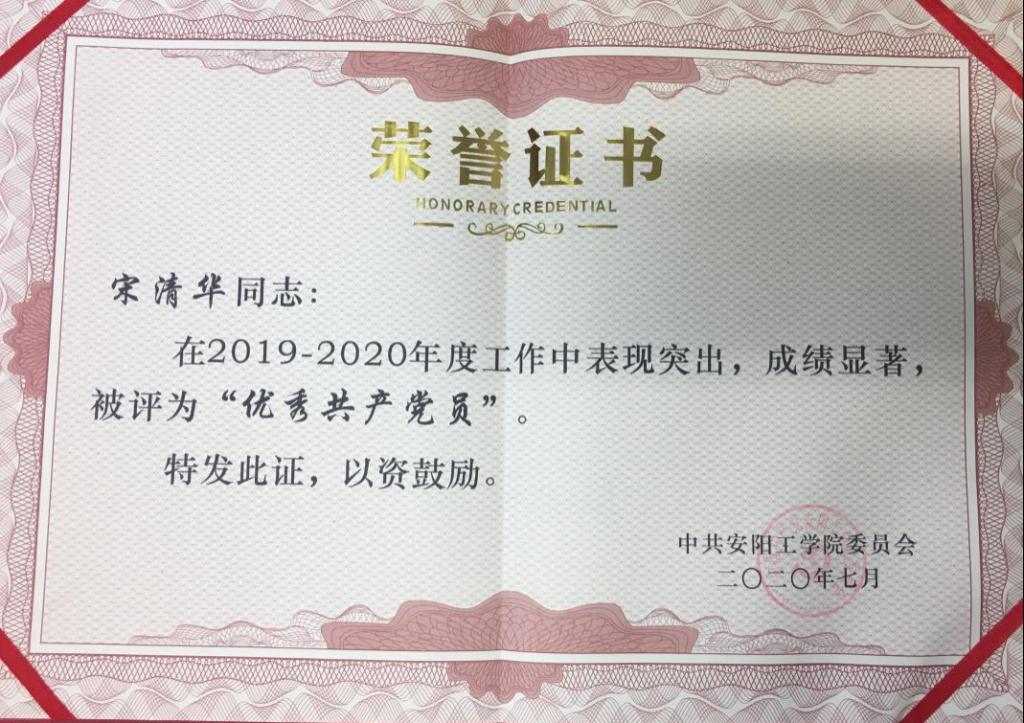 荣誉证书
HONORARY CREDENTIAL
宋清华同志：
在2019-2020年度工作中表现突出，成绩显著，
被评为“优秀共产党员”。
特发此证，以资鼓励。
中共安阳工学院委员会
二〇二〇年七月